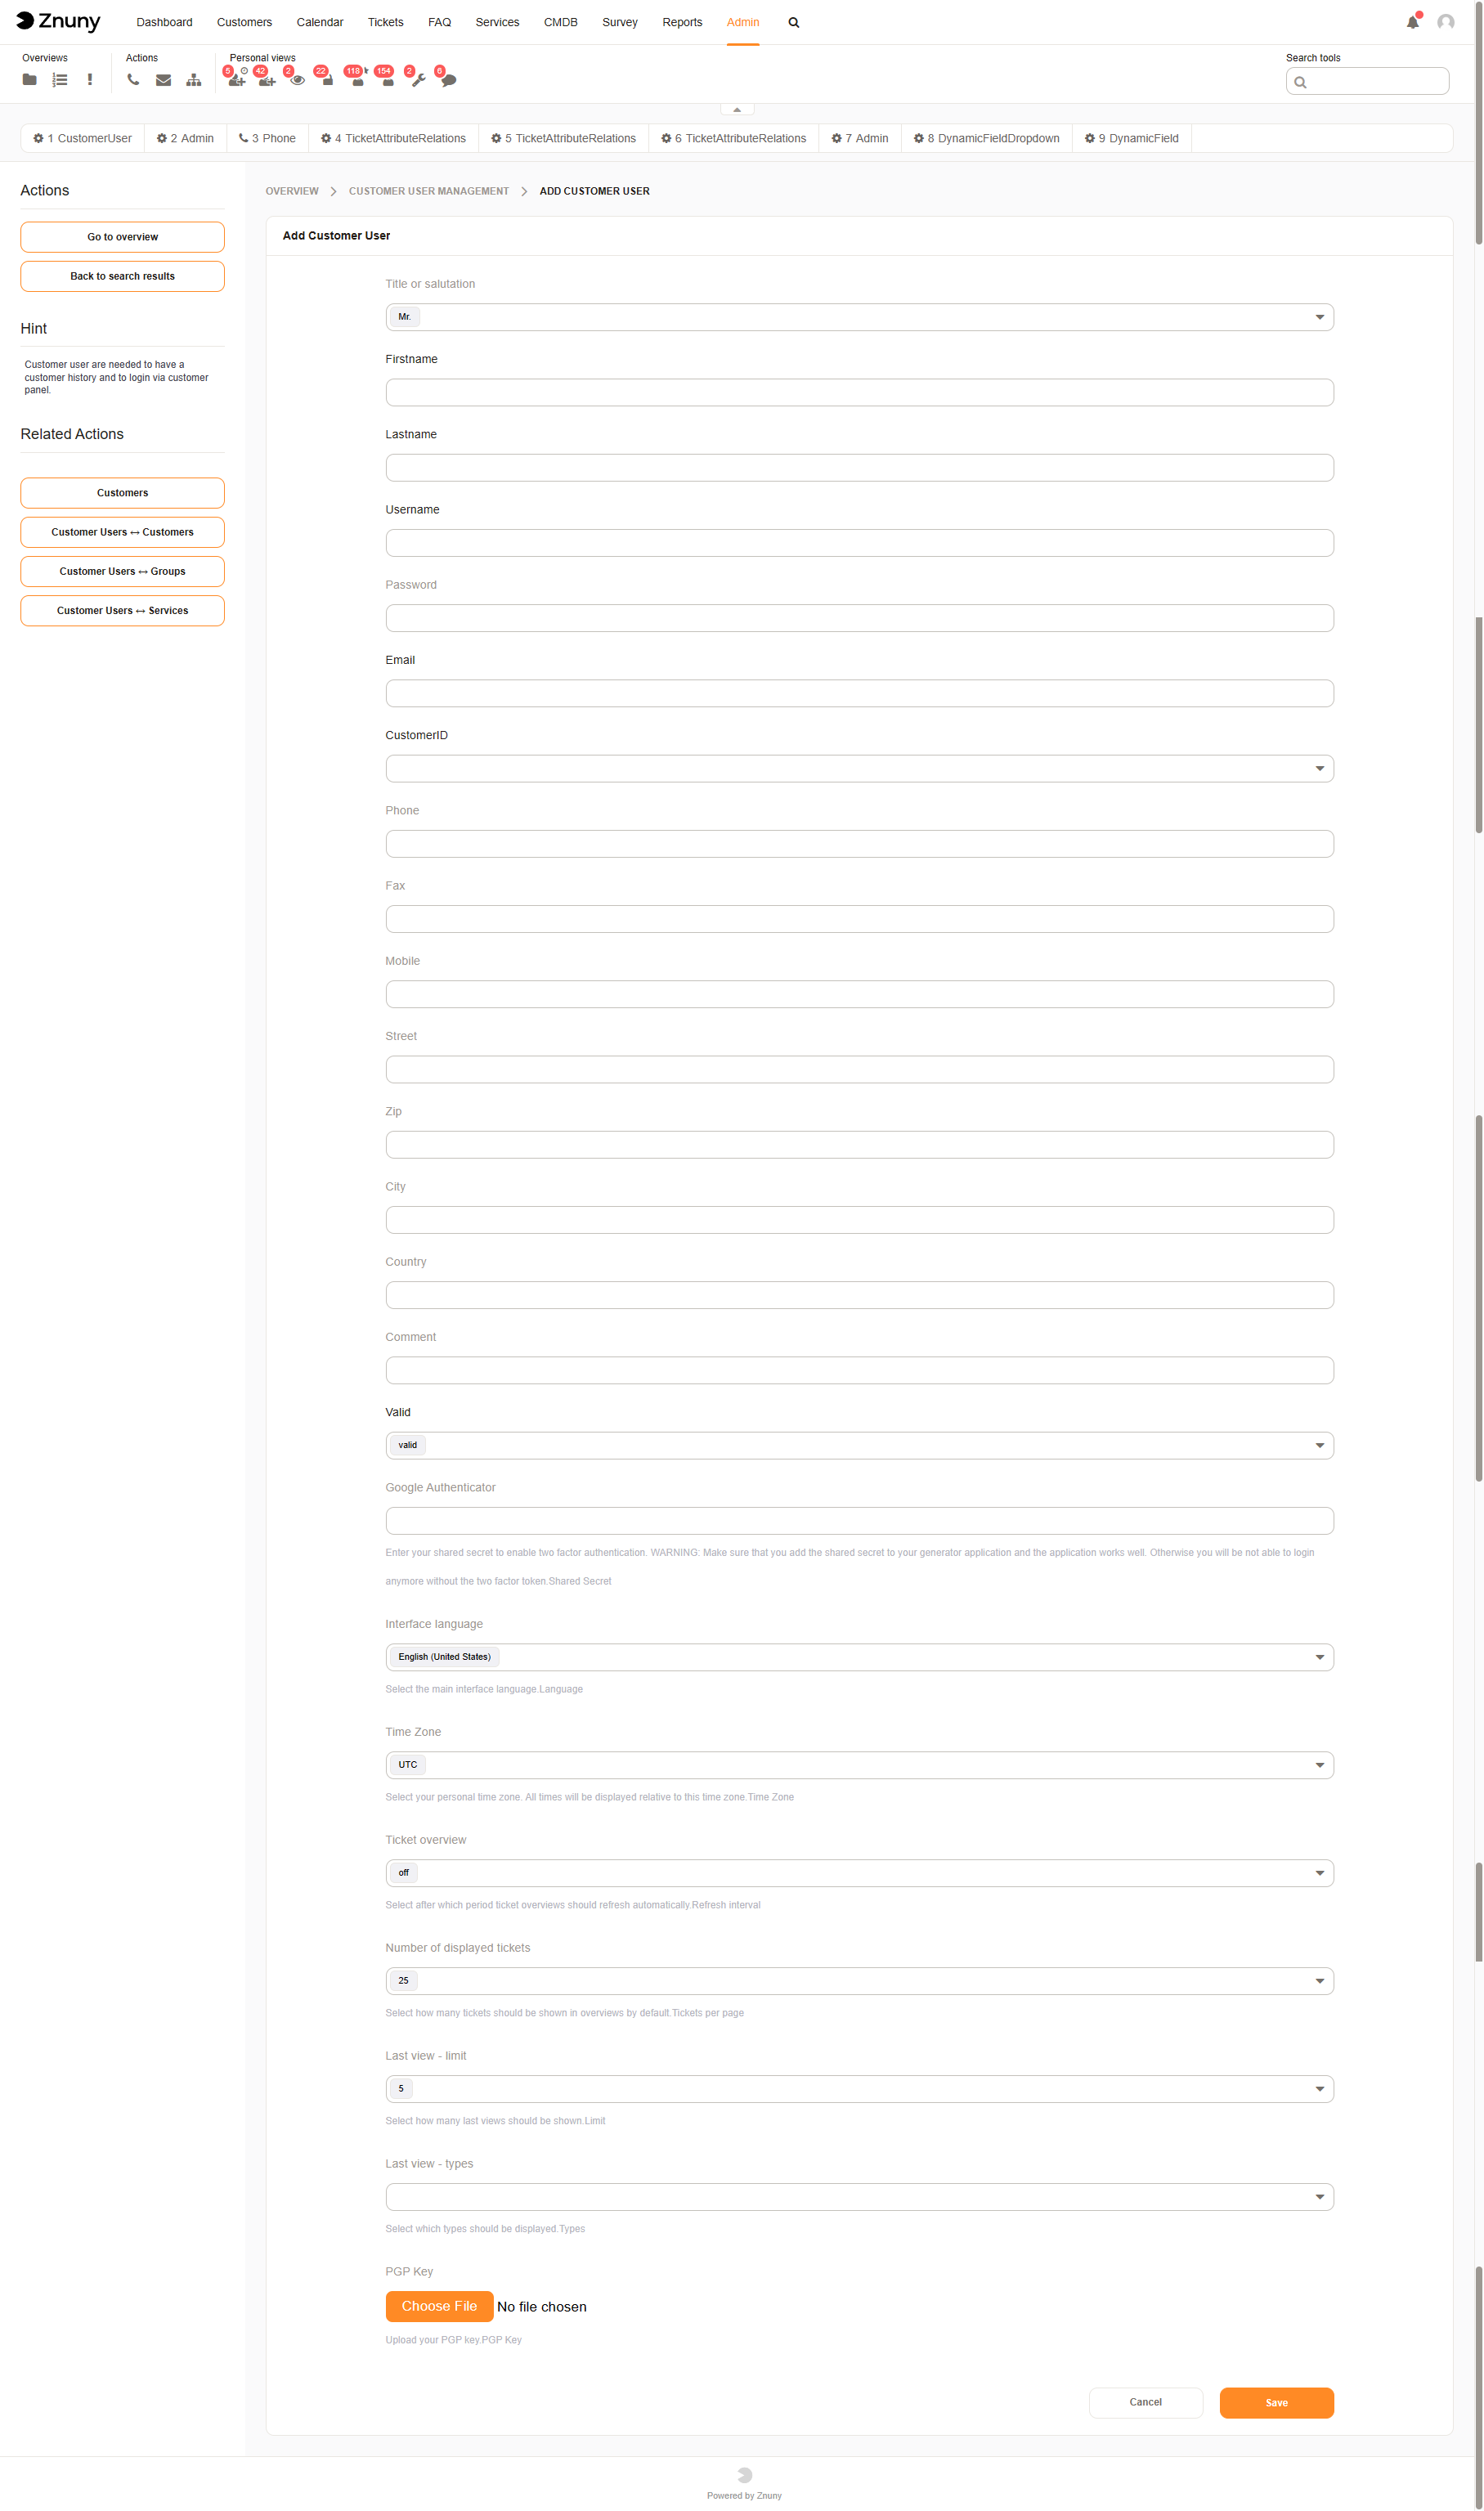 Znuny Dashboard Customers Calendar Tickets FAQ Services CMDB Survey Reports Admin
Overviews Actions Personal views Search tools
5 42 2 22 118 154 2 6
1 CustomerUser 2 Admin 3 Phone 4 TicketAttributeRelations 5 TicketAttributeRelations 6 TicketAttributeRelations 7 Admin 8 DynamicFieldDropdown 9 DynamicField
Actions
Go to overview
Back to search results
Hint
Customer user are needed to have a
customer history and to login via customer
panel.
Related Actions
Customers
Customer Users ↔ Customers
Customer Users ↔ Groups
Customer Users ↔ Services
OVERVIEW CUSTOMER USER MANAGEMENT ADD CUSTOMER USER
Add Customer User
Title or salutation
Mr.
Firstname
Lastname
Username
Password
Email
CustomerID
Phone
Fax
Mobile
Street
Zip
City
Country
Comment
Valid
valid
Google Authenticator
Enter your shared secret to enable two factor authentication. WARNING: Make sure that you add the shared secret to your generator application and the application works well. Otherwise you will be not able to login
anymore without the two factor token.Shared Secret
Interface language
English (United States)
Select the main interface language.Language
Time Zone
UTC
Select your personal time zone. All times will be displayed relative to this time zone.Time Zone
Ticket overview
off
Select after which period ticket overviews should refresh automatically.Refresh interval
Number of displayed tickets
25
Select how many tickets should be shown in overviews by default.Tickets per page
Last view - limit
5
Select how many last views should be shown.Limit
Last view - types
Select which types should be displayed.Types
PGP Key
Choose File No file chosen
Upload your PGP key.PGP Key
Cancel Save
Powered by Znuny